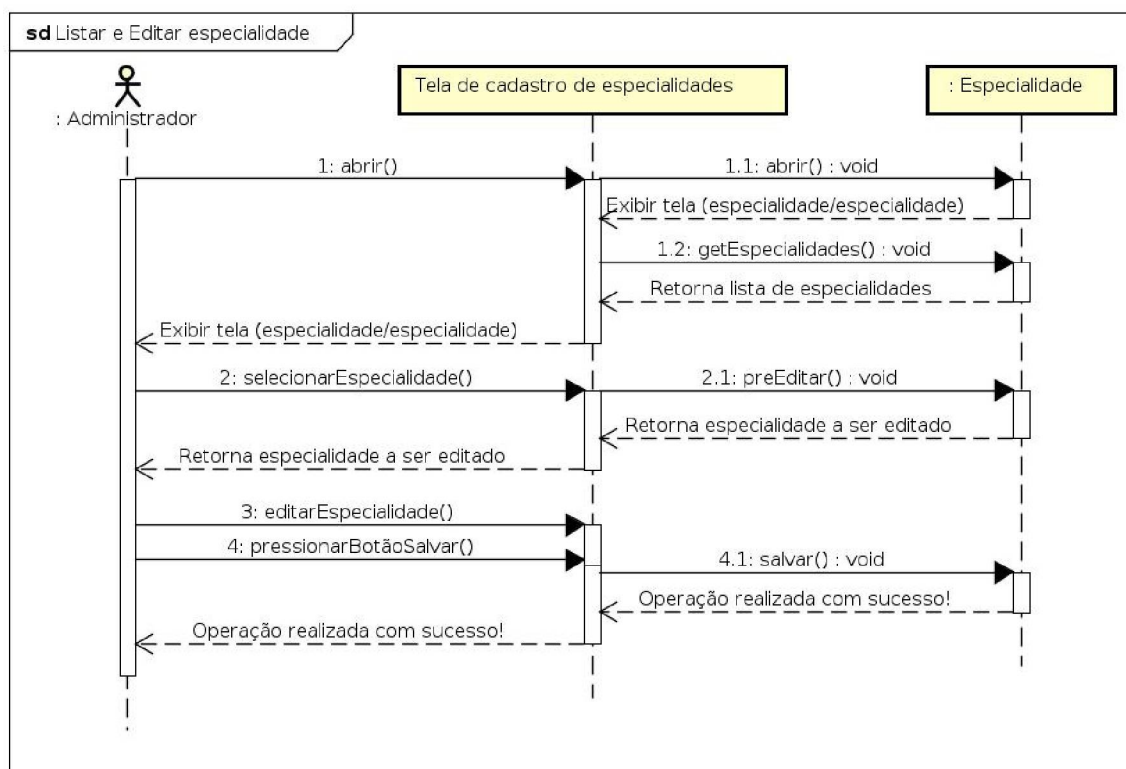 sd Listar e Editar especialidade
: Administrador
Tela de cadastro de especialidades
: Especialidade
1: abrir()
1.1: abrir() : void
Exibir tela (especialidade/especialidade)
1.2: getEspecialidades() : void
Retorna lista de especialidades
Exibir tela (especialidade/especialidade)
2: selecionarEspecialidade()
2.1: preEditar() : void
Retorna especialidade a ser editado
Retorna especialidade a ser editado
3: editarEspecialidade()
4: pressionarBotãoSalvar()
4.1: salvar() : void
Operação realizada com sucesso!
Operação realizada com sucesso!